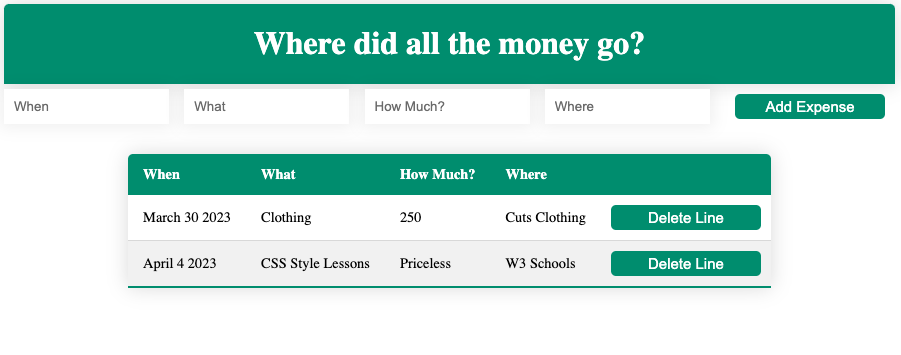 Where did all the money go?
When What How Much? Where Add Expense
When What How Much? Where
March 30 2023 Clothing 250 Cuts Clothing Delete Line
April 4 2023 CSS Style Lessons Priceless W3 Schools Delete Line